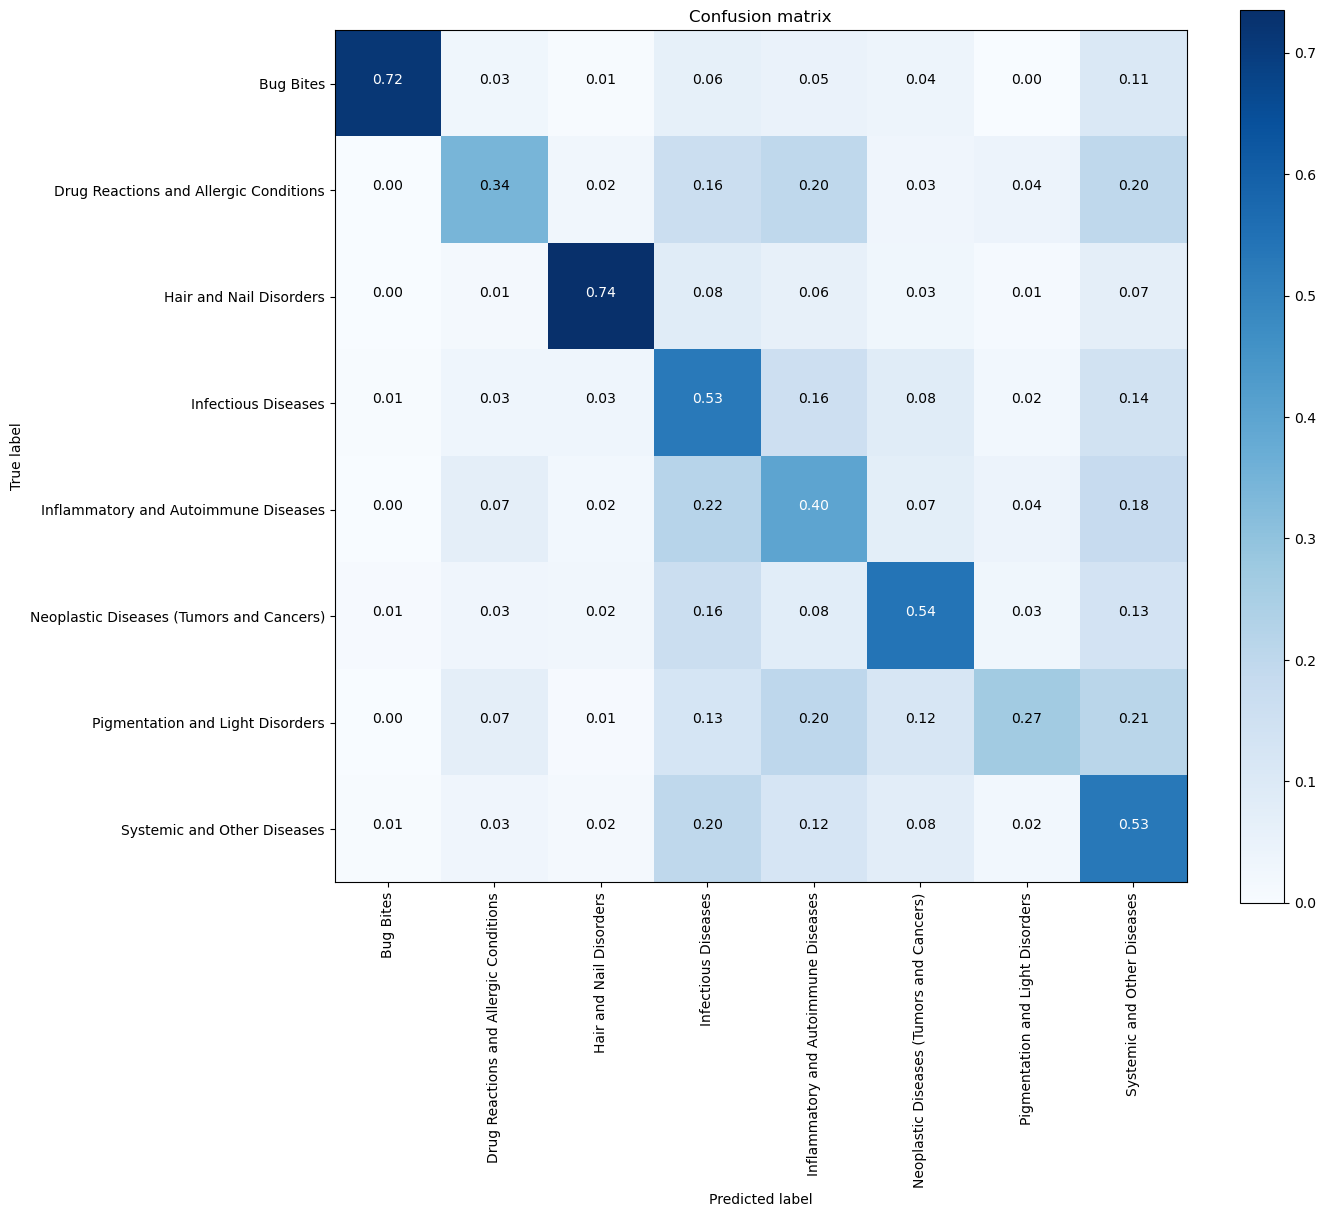 Confusion matrix
Bug Bites 0.72 0.03 0.01 0.06 0.05 0.04 0.00 0.11
Drug Reactions and Allergic Conditions 0.00 0.34 0.02 0.16 0.20 0.03 0.04 0.20
Hair and Nail Disorders 0.00 0.01 0.74 0.08 0.06 0.03 0.01 0.07
Infectious Diseases 0.01 0.03 0.03 0.53 0.16 0.08 0.02 0.14
Inflammatory and Autoimmune Diseases 0.00 0.07 0.02 0.22 0.40 0.07 0.04 0.18
Neoplastic Diseases (Tumors and Cancers) 0.01 0.03 0.02 0.16 0.08 0.54 0.03 0.13
Pigmentation and Light Disorders 0.00 0.07 0.01 0.13 0.20 0.12 0.27 0.21
Systemic and Other Diseases 0.01 0.03 0.02 0.20 0.12 0.08 0.02 0.53
True label
Bug Bites
Drug Reactions and Allergic Conditions
Hair and Nail Disorders
Infectious Diseases
Inflammatory and Autoimmune Diseases
Neoplastic Diseases (Tumors and Cancers)
Pigmentation and Light Disorders
Systemic and Other Diseases
Predicted label
0.7
0.6
0.5
0.4
0.3
0.2
0.1
0.0